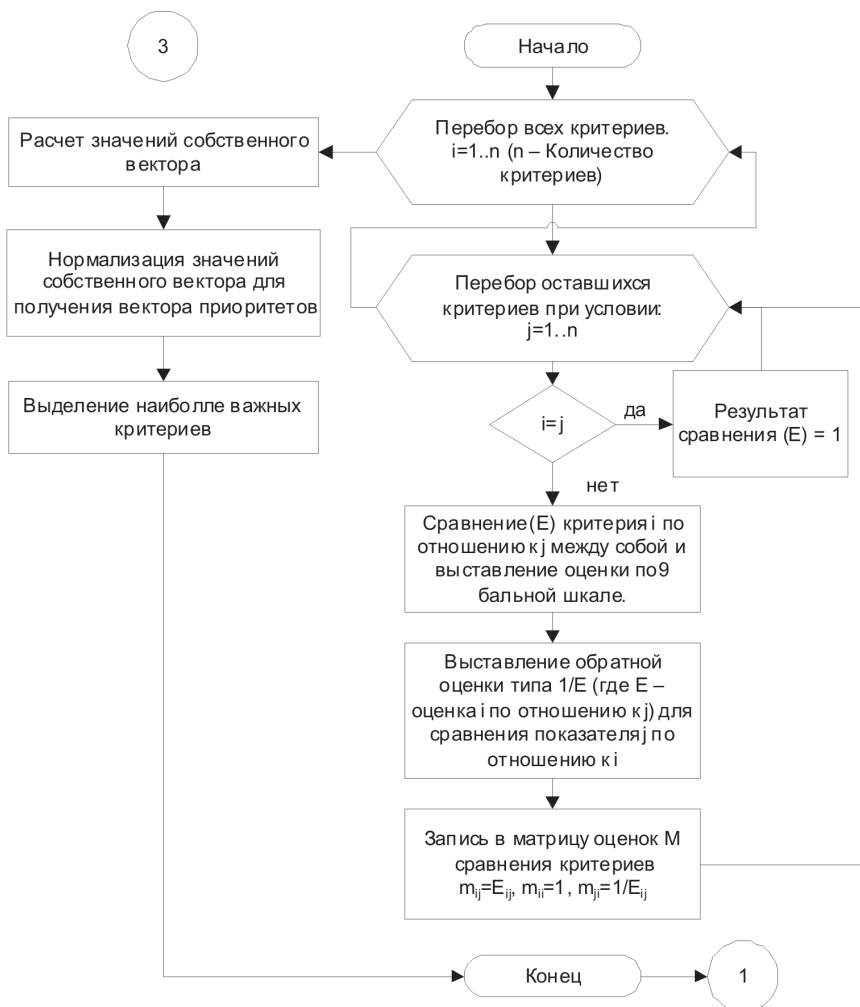 3
Начало
Перебор всех критериев.
i=1..n (n – Количество
критериев)
Расчет значений собственного
вектора
Нормализация значений
собственного вектора для
получения вектора приоритетов
Выделение наиболле важных
критериев
Перебор оставшихся
критериев при условии:
j=1..n
i=j
да
Результат
сравнения (Е) = 1
нет
Сравнение(Е) критерия i по
отношению к j между собой и
выставление оценки по9
бальной шкале.
Выставление обратной
оценки типа 1/Е (где Е –
оценка i по отношению к j) для
сравнения показателя j по
отношению к i
Запись в матрицу оценок М
сравнения критериев
mij=Eij, mii=1 , mji=1/Eij
Конец
1